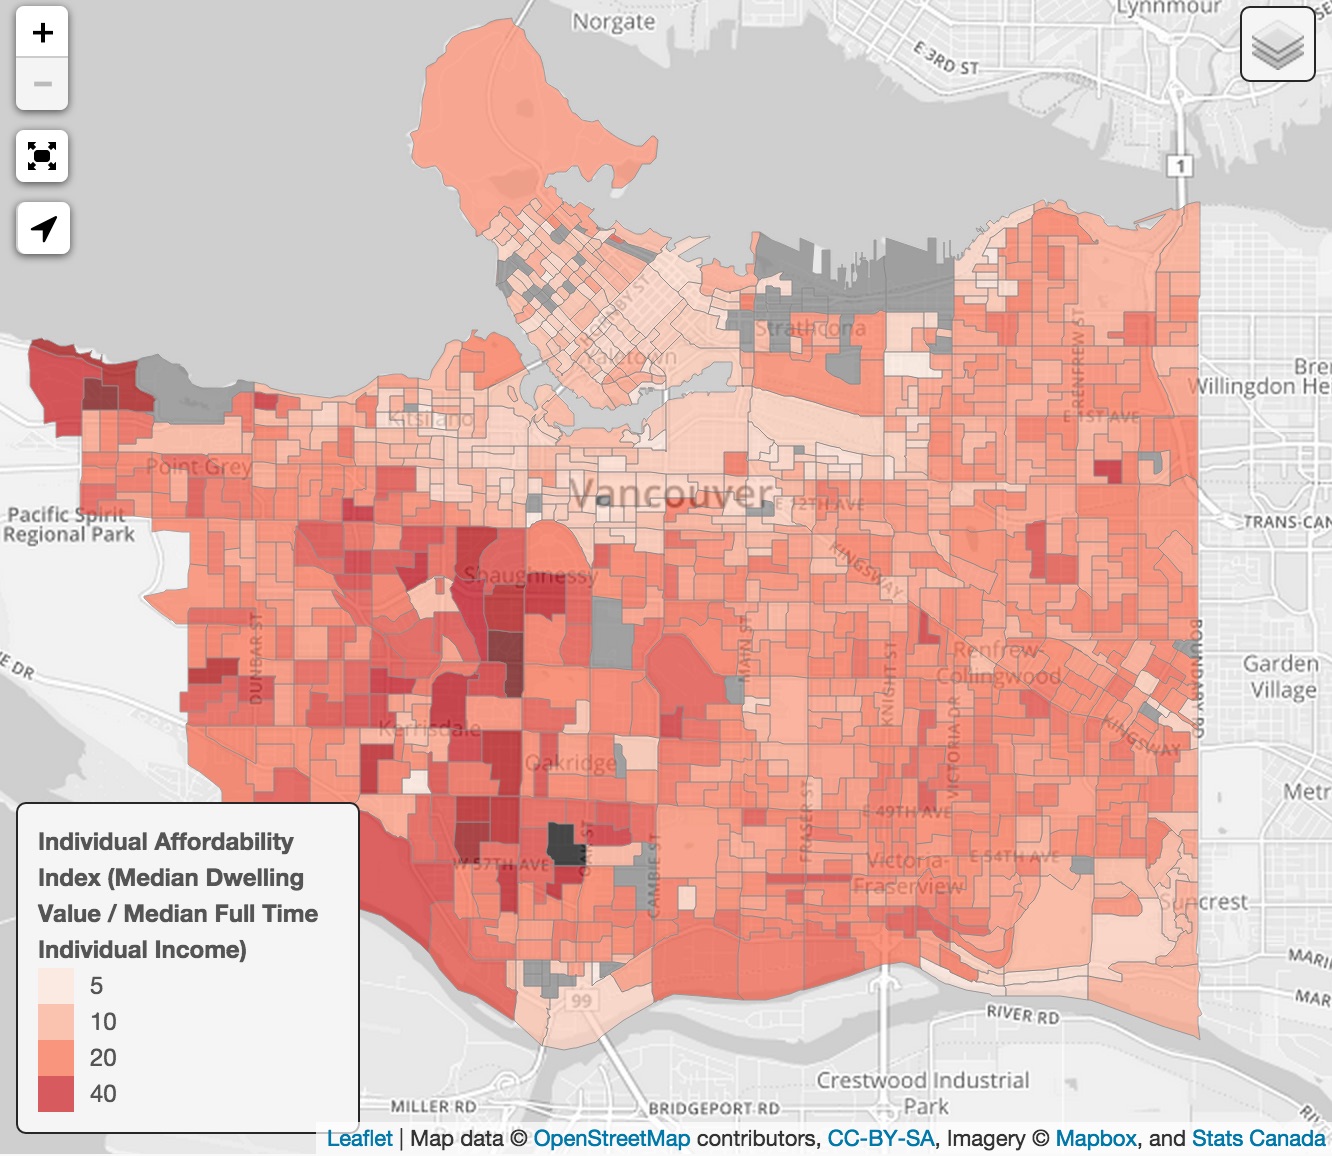 +
−
Norgate
Lynnmour
E 3RD ST
1
HORNBY ST
Yaletown
Strathcona
Bre
Willingdon He
RENFREW ST
E 1ST AVE
Kitsilano
Point Grey
Vancouver
E 12TH AVE
Pacific Spirit
Regional Park
TRANS-CAN
KINGSWAY
Shaughnessy
DUNBAR ST
MAIN ST
KNIGHT ST
Renfrew-
Collingwood
BOUNDARY RD
Garden
Village
E DR
VICTORIA DR
KINGSWAY
Kerrisdale
Oakridge
Metr
FRASER ST
E 49TH AVE
W 57TH AVE
OAK ST
CAMBIE ST
Victoria-
Fraserview
E 54TH AVE
Suncrest
MARI
MAR
99
RIVER RD
RIV
Crestwood Industrial
Park
MILLER RD
BRIDGEPORT RD
Individual Affordability
Index (Median Dwelling
Value / Median Full Time
Individual Income)
5
10
20
40
Leaflet | Map data © OpenStreetMap contributors, CC-BY-SA, Imagery © Mapbox, and Stats Canada